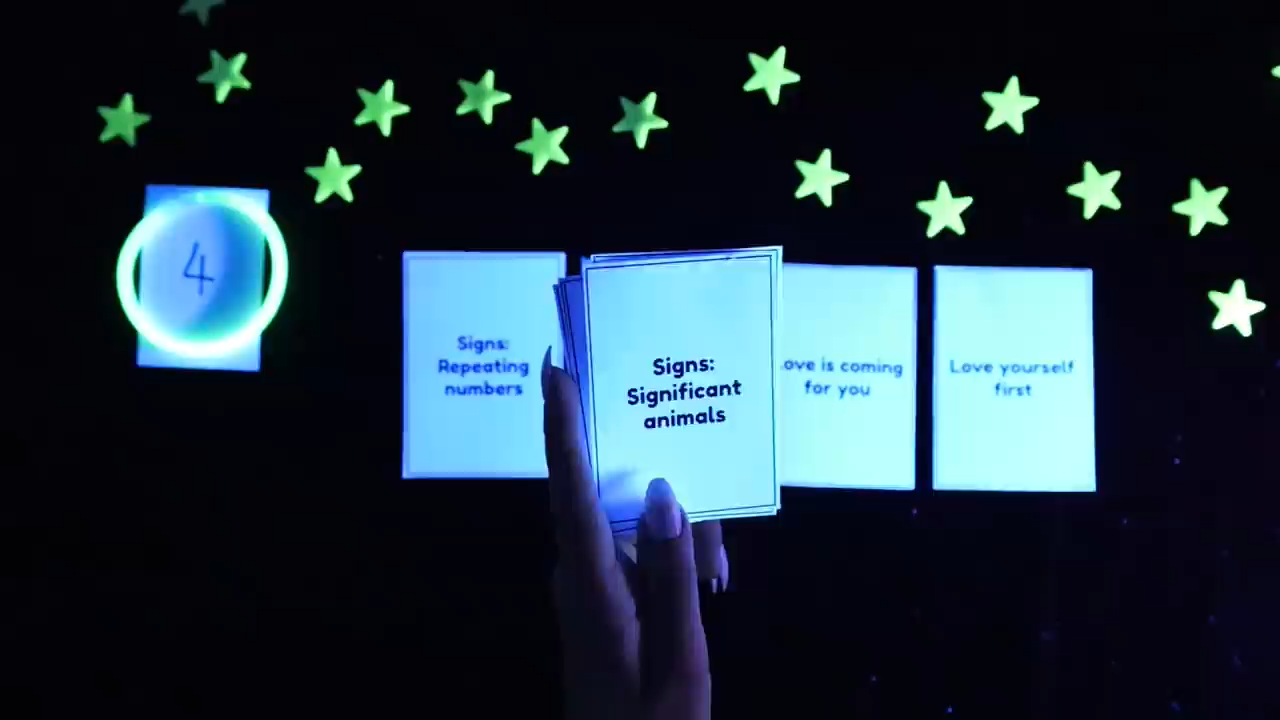 4
Signs:
Repeating
numbers
Signs:
Significant
animals
ove is coming
for you
Love yourself
first